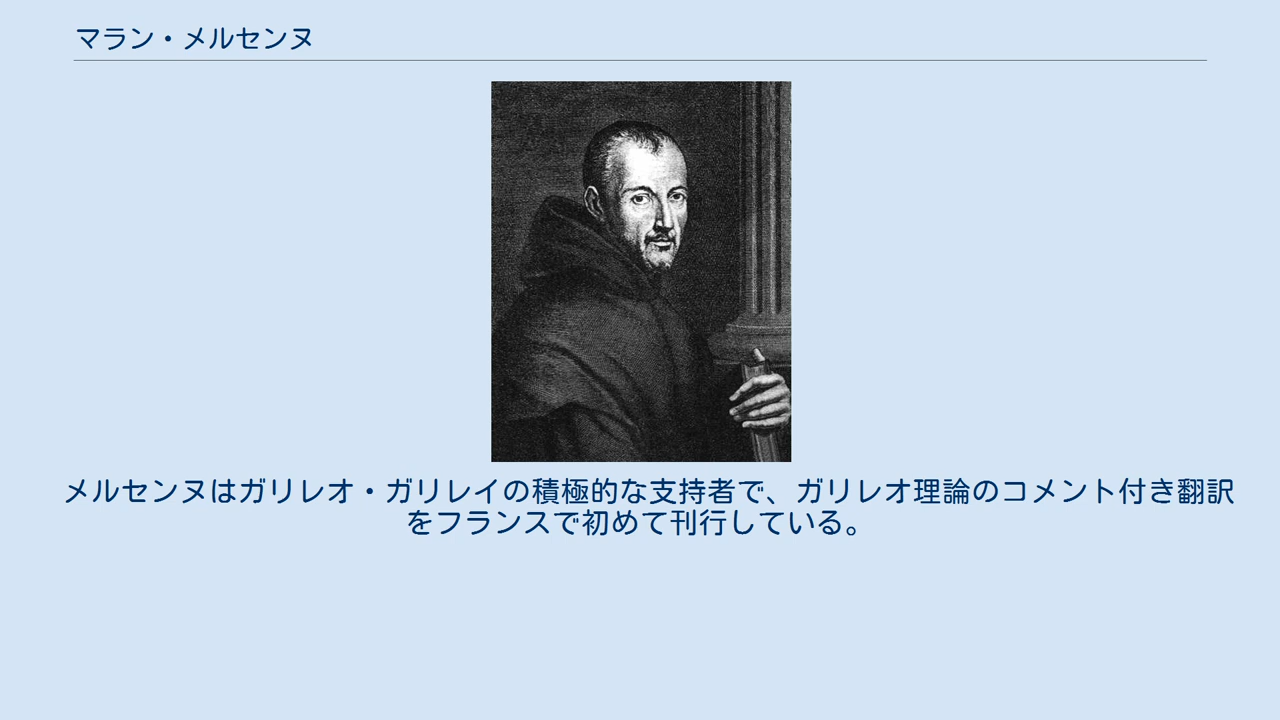 マラン・メルセンヌ
メルセンヌはガリレオ・ガリレイの積極的な支持者で、ガリレオ理論のコメント付き翻訳
をフランスで初めて刊行している。